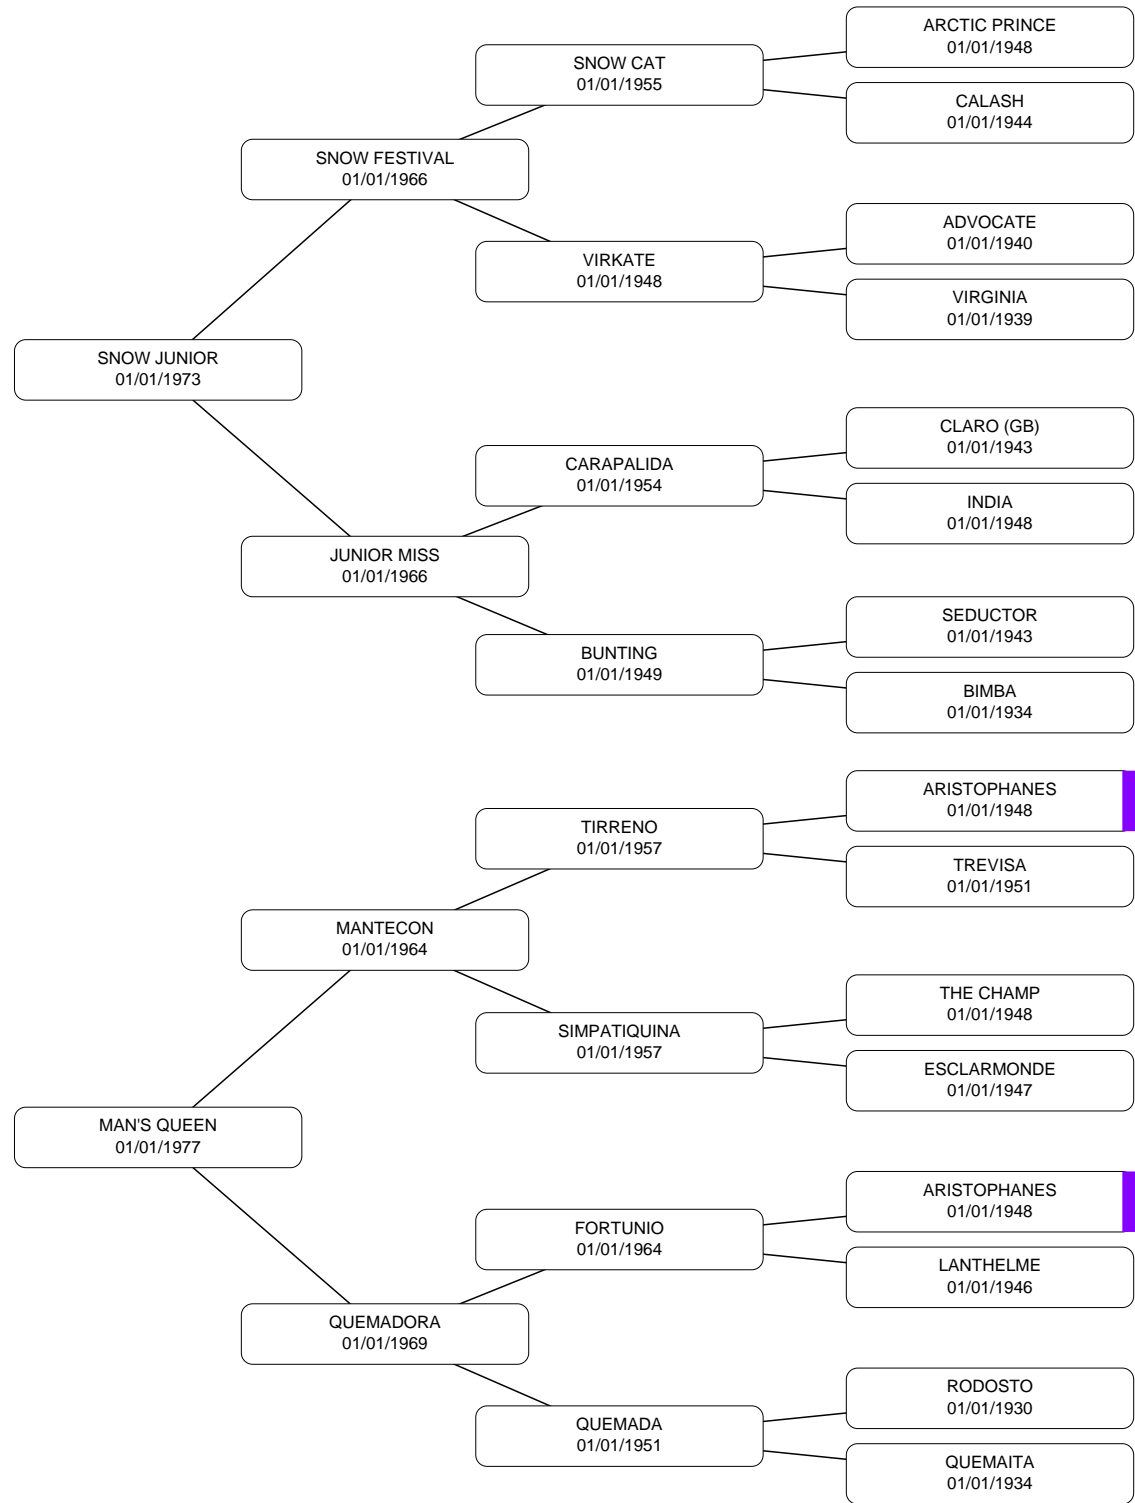 ARCTIC PRINCE
01/01/1948
SNOW CAT
01/01/1955
CALASH
01/01/1944
SNOW FESTIVAL
01/01/1966
ADVOCATE
01/01/1940
VIRKATE
01/01/1948
VIRGINIA
01/01/1939
SNOW JUNIOR
01/01/1973
CLARO (GB)
01/01/1943
CARAPALIDA
01/01/1954
INDIA
01/01/1948
JUNIOR MISS
01/01/1966
SEDUCTOR
01/01/1943
BUNTING
01/01/1949
BIMBA
01/01/1934
ARISTOPHANES
01/01/1948
TIRRENO
01/01/1957
TREVISA
01/01/1951
MANTECON
01/01/1964
THE CHAMP
01/01/1948
SIMPATIQUINA
01/01/1957
ESCLARMONDE
01/01/1947
MAN'S QUEEN
01/01/1977
ARISTOPHANES
01/01/1948
FORTUNIO
01/01/1964
LANTHELME
01/01/1946
QUEMADORA
01/01/1969
RODOSTO
01/01/1930
QUEMADA
01/01/1951
QUEMAITA
01/01/1934